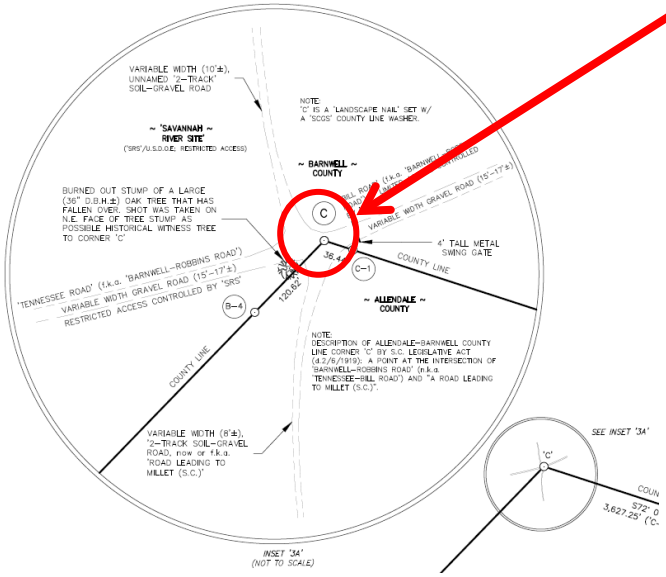 VARIABLE WIDTH (10'±),
UNNAMED '2-TRACK'
SOIL-GRAVEL ROAD
NOTE:
'C' IS A 'LANDSCAPE NAIL' SET W/
A 'SCGS' COUNTY LINE WASHER.
~ 'SAVANNAH ~
RIVER SITE'
('SRS'/U.S.D.O.E; RESTRICTED ACCESS)
~ BARNWELL ~
COUNTY
BILL ROAD' (f.k.a. 'BARNWELL-
VARIABLE WIDTH GRAVEL ROAD (15'-17'±)
BURNED OUT STUMP OF A LARGE
(36" D.B.H.±) OAK TREE THAT HAS
FALLEN OVER. SHOT WAS TAKEN ON
N.E. FACE OF TREE STUMP AS
POSSIBLE HISTORICAL WITNESS TREE
TO CORNER 'C'
C
4' TALL METAL
SWING GATE
36.44
C-1
COUNTY LINE
120.62'
'TENNESSEE ROAD' (f.k.a. 'BARNWELL-ROBBINS ROAD')
VARIABLE WIDTH GRAVEL ROAD (15'-17'±)
RESTRICTED ACCESS CONTROLLED BY 'SRS'
B-4
~ ALLENDALE ~
COUNTY
NOTE:
DESCRIPTION OF ALLENDALE-BARNWELL COUNTY
LINE CORNER 'C' BY S.C. LEGISLATIVE ACT
(d.2/6/1919): A POINT AT THE INTERSECTION OF
'BARNWELL-ROBBINS ROAD' (n.k.a.
'TENNESSEE-BILL ROAD') AND "A ROAD LEADING
TO MILLET (S.C.)".
COUNTY LINE
VARIABLE WIDTH (8'±),
'2-TRACK SOIL-GRAVEL
ROAD, now or f.k.a.
'ROAD LEADING TO
MILLET (S.C.)'
SEE INSET '3A'
'C'
COUN
S72° 0
3,627.25' ('C-
INSET '3A'
(NOT TO SCALE)